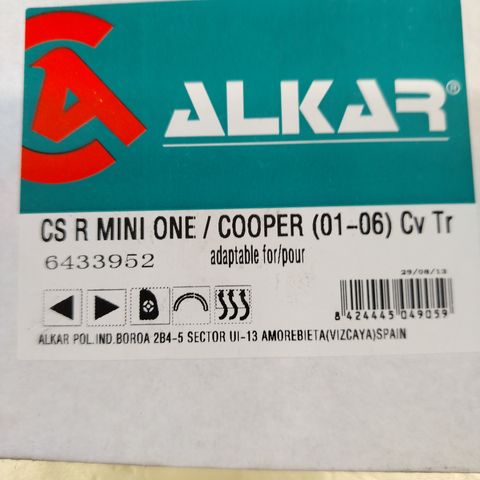 ALKAR®
CS R MINI ONE / COOPER (01-06) Cv Tr
6433952
adaptable for/pour
29/08/13
8 424445 049059
ALKAR POL.IND.BOROA 2B4-5 SECTOR UI-13 AMOREBIETA(VIZCAYA)SPAIN